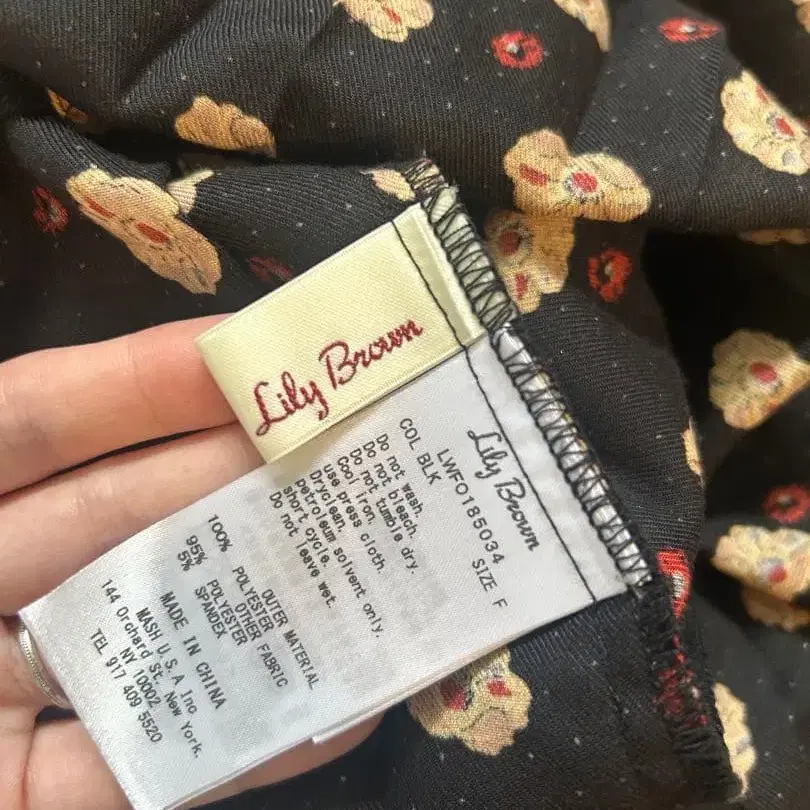 Lily Brown
Lily Brown
LWFO185034 SIZE F
COL BLK
Do not wash.
Do not bleach.
Do not tumble dry.
Cool iron.
use press cloth.
Dryclean.
petroleum solvent only.
short cycle.
Do not leave wet.
OUTER MATERIAL
100% POLYESTER
OTHER FABRIC
95% POLYESTER
5% SPANDEX
MADE IN CHINA
MASH U.S.A Inc
144 Orchard St. New York.
NY 10002
TEL 917 409 5520